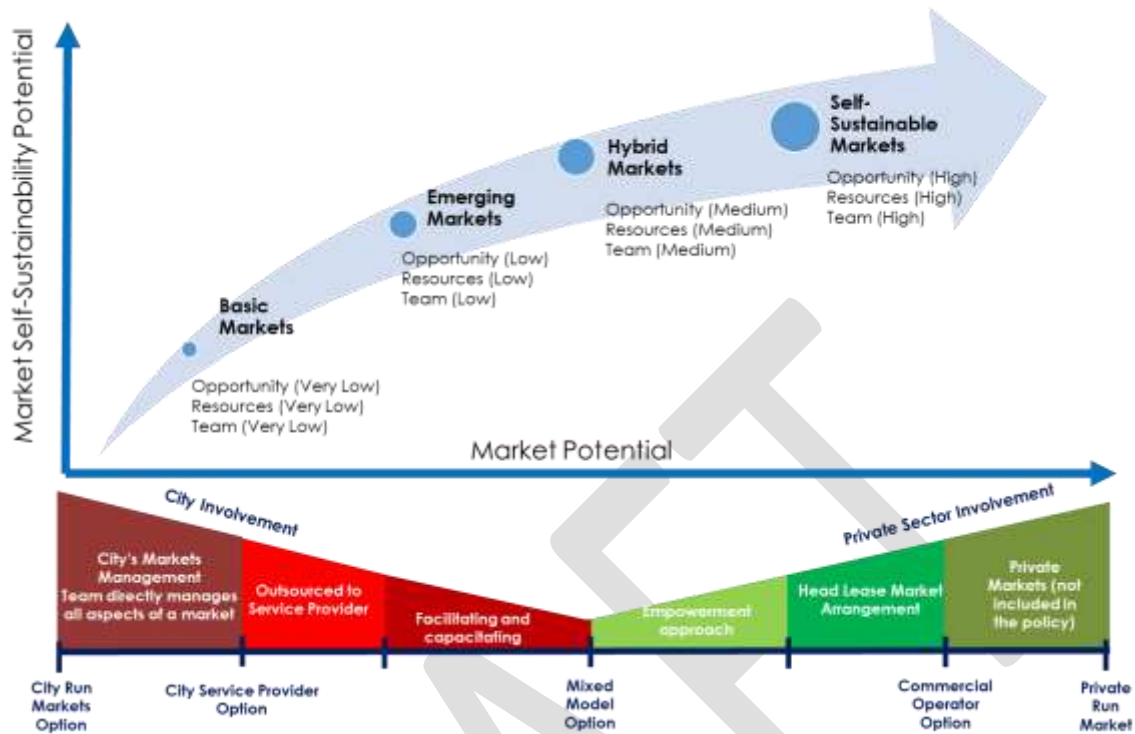 Market Self-Sustainability Potential
Self-
Sustainable
Markets
Opportunity (High)
Resources (High)
Team (High)
Hybrid
Markets
Opportunity (Medium)
Resources (Medium)
Team (Medium)
Emerging
Markets
Opportunity (Low)
Resources (Low)
Team (Low)
Basic
Markets
Opportunity (Very Low)
Resources (Very Low)
Team (Very Low)
Market Potential
City Involvement
Private Sector Involvement
City's Markets
Management
Team directly manages
all aspects of a market
Outsourced to
Service Provider
Facilitating and
capacitating
Empowerment
approach
Head Lease Market
Arrangement
Private
Markets (not
included in
the policy)
City Run
Markets
Option
City Service Provider
Option
Mixed
Model
Option
Commercial
Operator
Option
Private
Run
Market